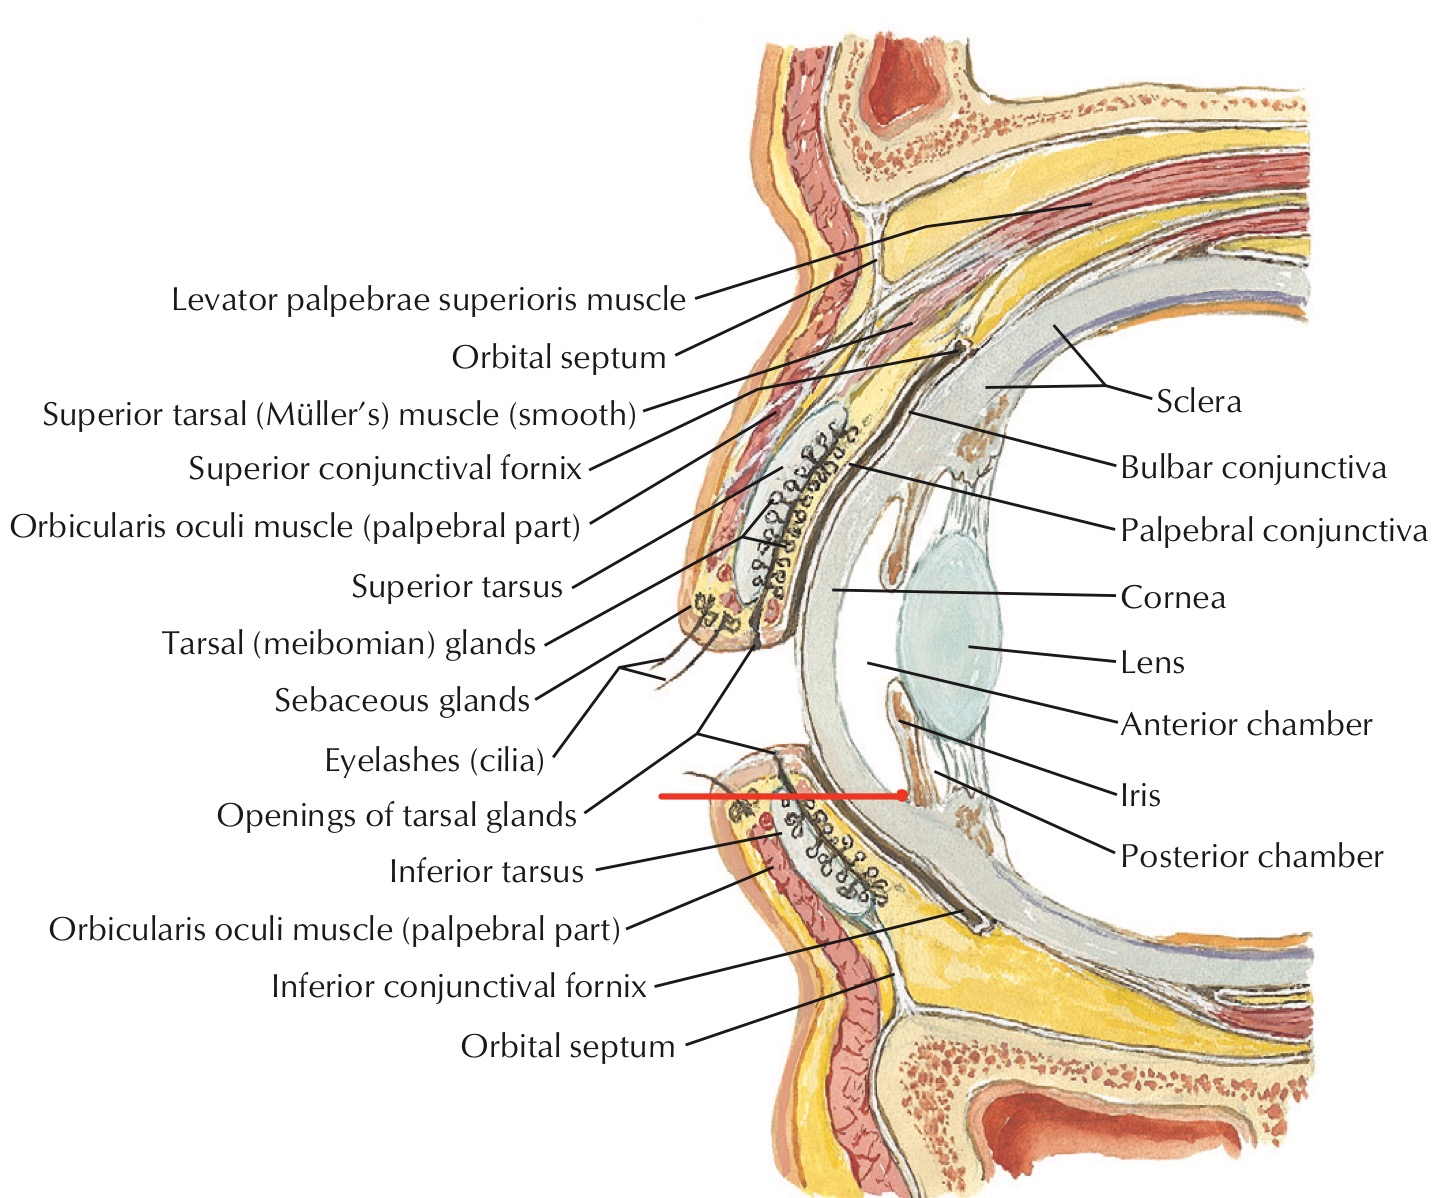 Levator palpebrae superioris muscle
Orbital septum
Superior tarsal (Müller’s) muscle (smooth)
Superior conjunctival fornix
Orbicularis oculi muscle (palpebral part)
Superior tarsus
Tarsal (meibomian) glands
Sebaceous glands
Eyelashes (cilia)
Openings of tarsal glands
Inferior tarsus
Orbicularis oculi muscle (palpebral part)
Inferior conjunctival fornix
Orbital septum
Sclera
Bulbar conjunctiva
Palpebral conjunctiva
Cornea
Lens
Anterior chamber
Iris
Posterior chamber